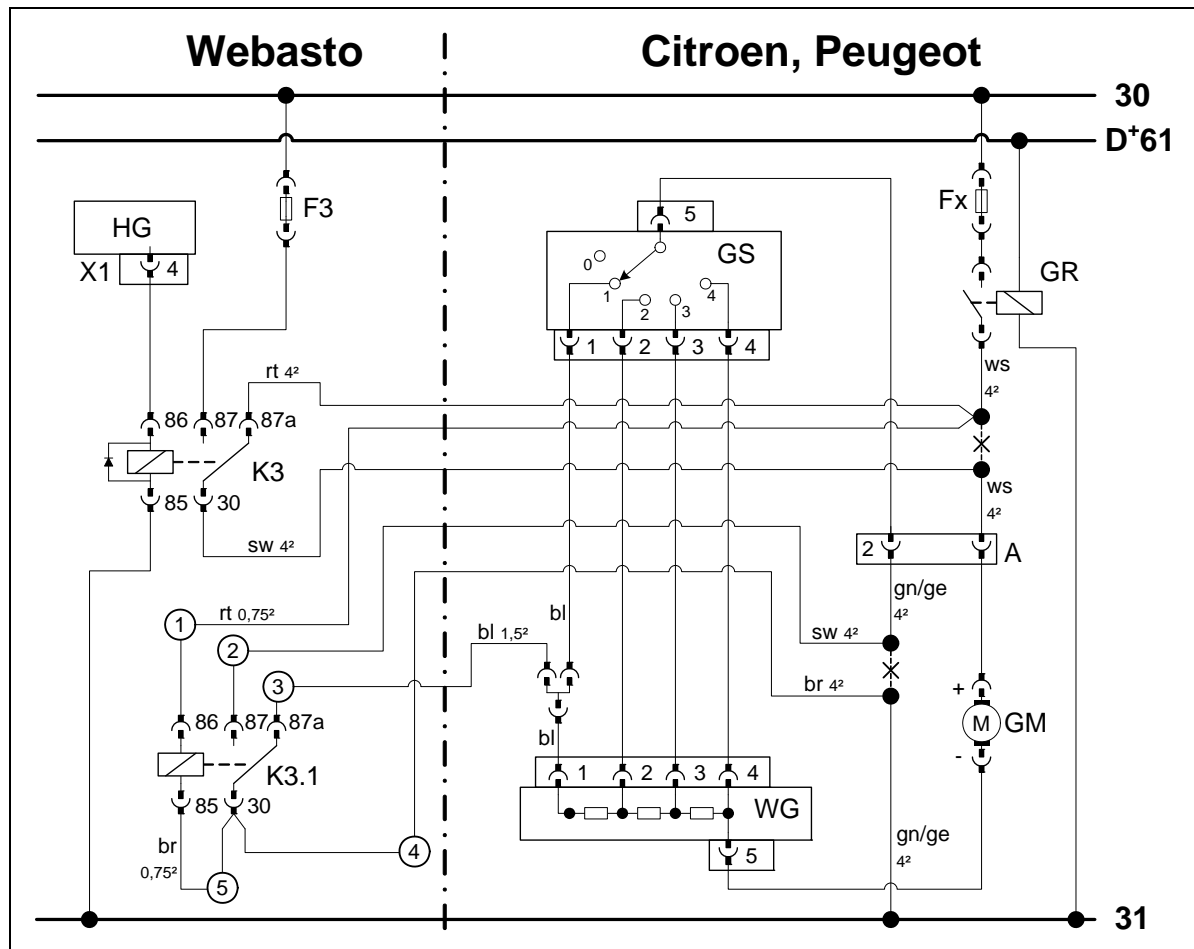 Webasto
Citroen, Peugeot
30
D+61
F3
Fx
HG
X1
4
5
GS
0
1
2
3
4
GR
1
2
3
4
ws
4²
rt 4²
86
87
87a
K3
85
30
sw 4²
ws
4²
2
A
gn/ge
4²
1
rt 0,75²
2
bl
bl 1,5²
sw 4²
3
br 4²
86
87
87a
+
M
GM
-
bl
K3.1
1
2
3
4
85
30
WG
br
0,75²
4
5
5
gn/ge
4²
31